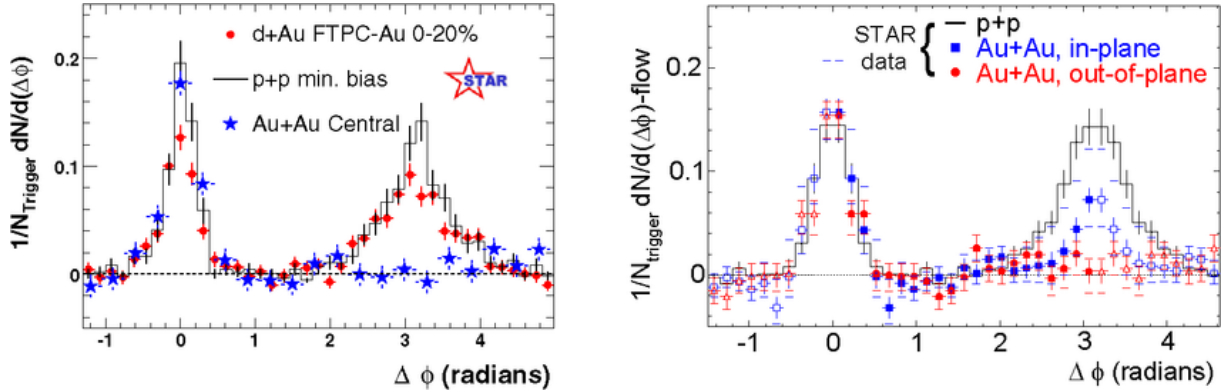 1/N_Trigger dN/d(Δϕ)
0.2
0.1
0
d+Au FTPC-Au 0-20%
p+p min. bias
Au+Au Central
STAR
-1 0 1 2 3 4
Δ ϕ (radians)
1/N_trigger dN/d(Δϕ)-flow
0.2
0.1
0
STAR
data
p+p
Au+Au, in-plane
Au+Au, out-of-plane
-1 0 1 2 3 4
Δ ϕ (radians)